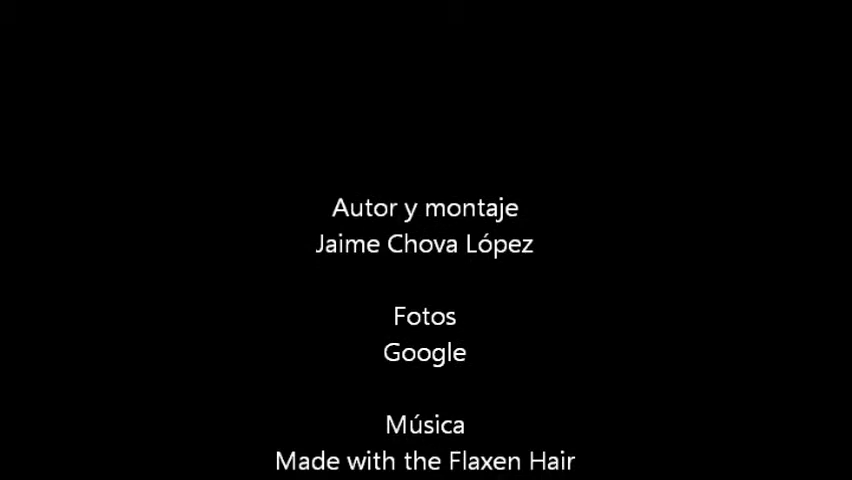 Autor y montaje
Jaime Chova López
Fotos
Google
Música
Made with the Flaxen Hair